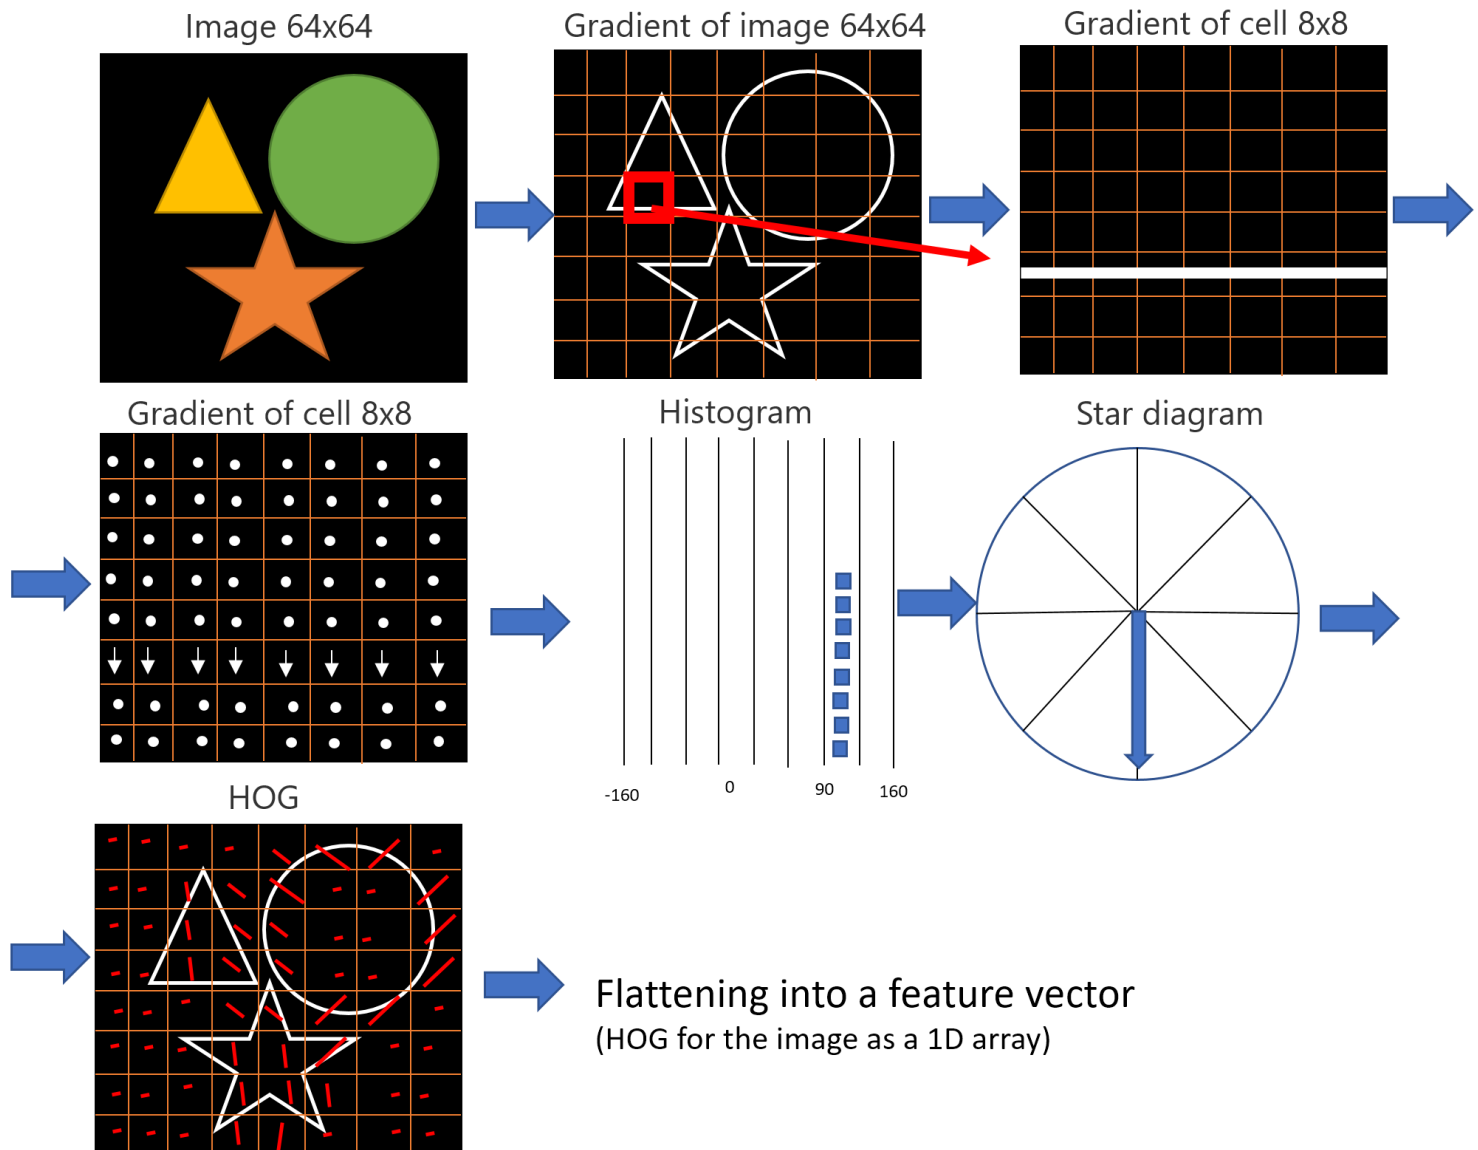 Image 64x64
Gradient of image 64x64
Gradient of cell 8x8
Gradient of cell 8x8
Histogram
Star diagram
-160
0
90
160
HOG
Flattening into a feature vector
(HOG for the image as a 1D array)